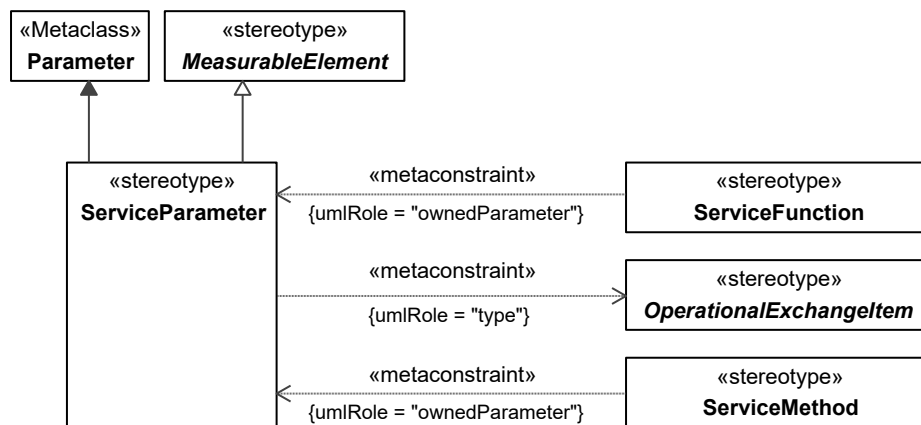 «Metaclass»
Parameter
«stereotype»
MeasurableElement
«stereotype»
ServiceParameter
«metaconstraint»
{umlRole = "ownedParameter"}
«stereotype»
ServiceFunction
«metaconstraint»
{umlRole = "type"}
«stereotype»
OperationalExchangeItem
«metaconstraint»
{umlRole = "ownedParameter"}
«stereotype»
ServiceMethod